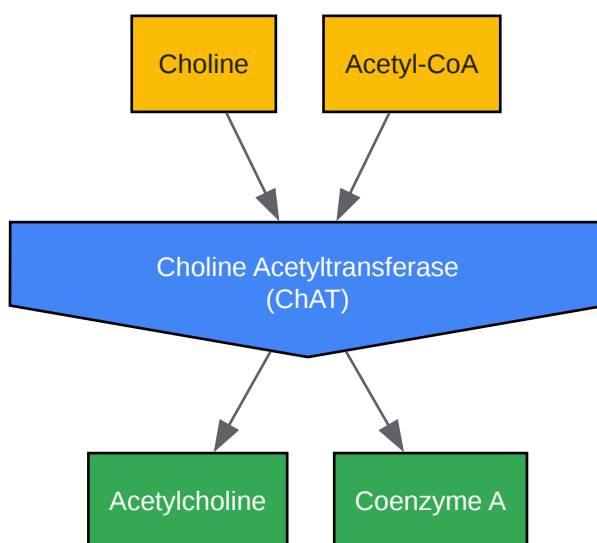 Choline
Acetyl-CoA
Choline Acetyltransferase
(ChAT)
Acetylcholine
Coenzyme A